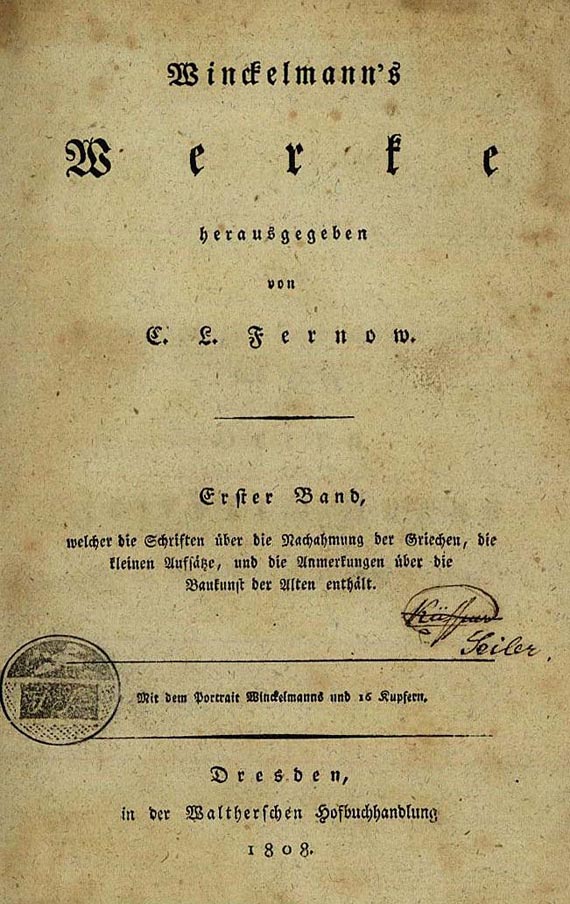 Winckelmann's
Werke
herausgegeben
von
C. L. Fernow.
Erster Band,
welcher die Schriften über die Nachahmung der Griechen, die
kleinen Aufsätze, und die Anmerkungen über die
Baukunst der Alten enthält.
Seiler.
Mit dem Portrait Winckelmanns und 16 Kupfern.
Dresden,
in der Waltherschen Hofbuchhandlung
1808.